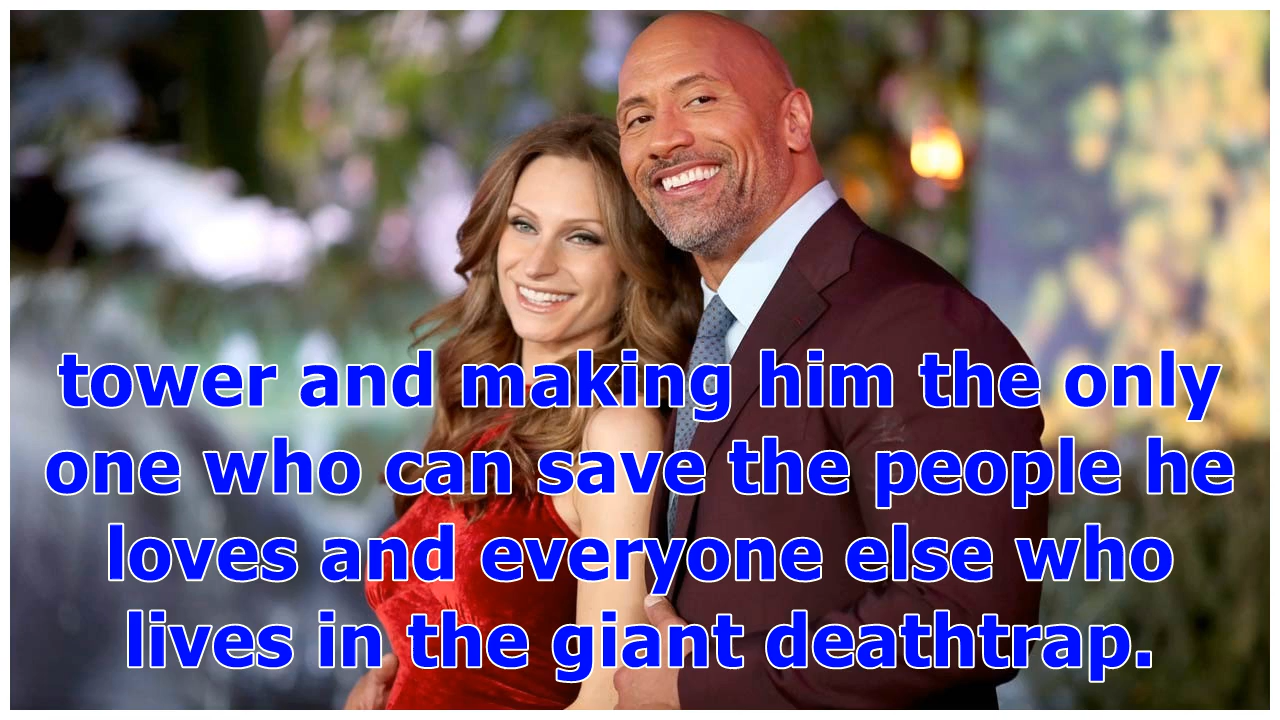 tower and making him the only
one who can save the people he
loves and everyone else who
lives in the giant deathtrap.